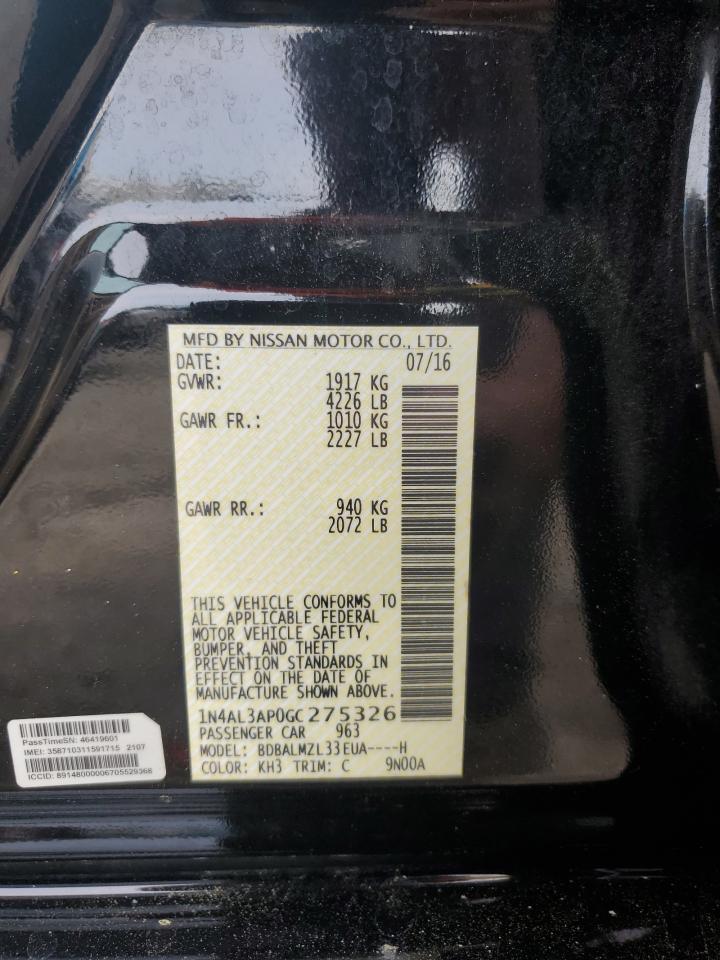 MFD BY NISSAN MOTOR CO., LTD.
DATE: 07/16
GVWR: 1917 KG
4226 LB
GAWR FR.: 1010 KG
2227 LB
GAWR RR.: 940 KG
2072 LB
THIS VEHICLE CONFORMS TO
ALL APPLICABLE FEDERAL
MOTOR VEHICLE SAFETY,
BUMPER, AND THEFT
PREVENTION STANDARDS IN
EFFECT ON THE DATE OF
MANUFACTURE SHOWN ABOVE.
1N4AL3AP0GC275326
PASSENGER CAR 963
MODEL: BDBALMZL33EUA----H
COLOR: KH3 TRIM: C 9N00A
PassTimeSN: 46419601
IMEI: 358710311591715 2107
ICCID: 89148000006705529368